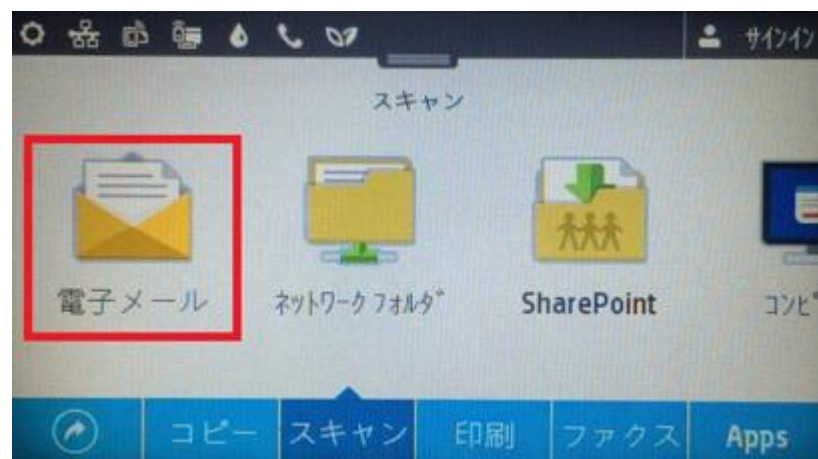 サインイン
スキャン
電子メール
ネットワーク フォルダ
SharePoint
コンピ
コピー
スキャン
印刷
ファクス
Apps